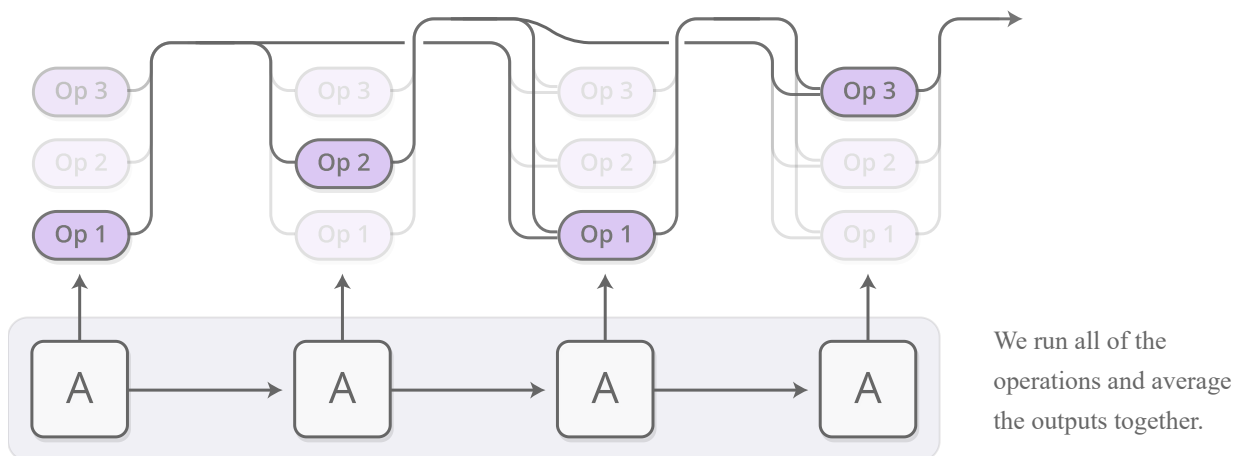 Op 3 Op 3 Op 3 Op 3
Op 2 Op 2 Op 2 Op 2
Op 1 Op 1 Op 1 Op 1
A A A A
We run all of the
operations and average
the outputs together.